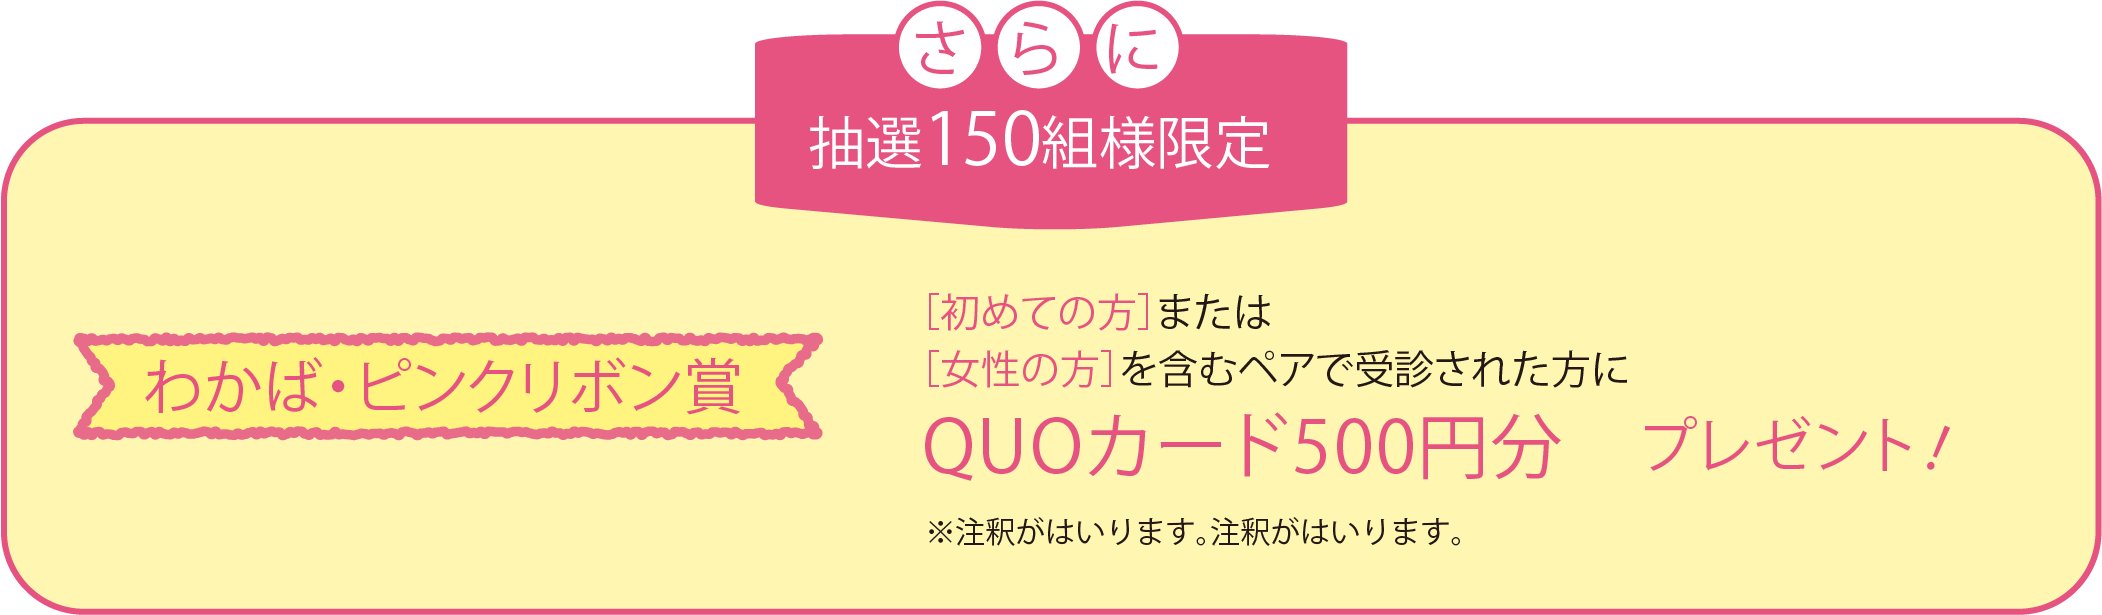 さらに
抽選150組様限定
わかば・ピンクリボン賞
［初めての方］または
［女性の方］を含むペアで受診された方に
QUOカード500円分　プレゼント！
※注釈がはいります。注釈がはいります。